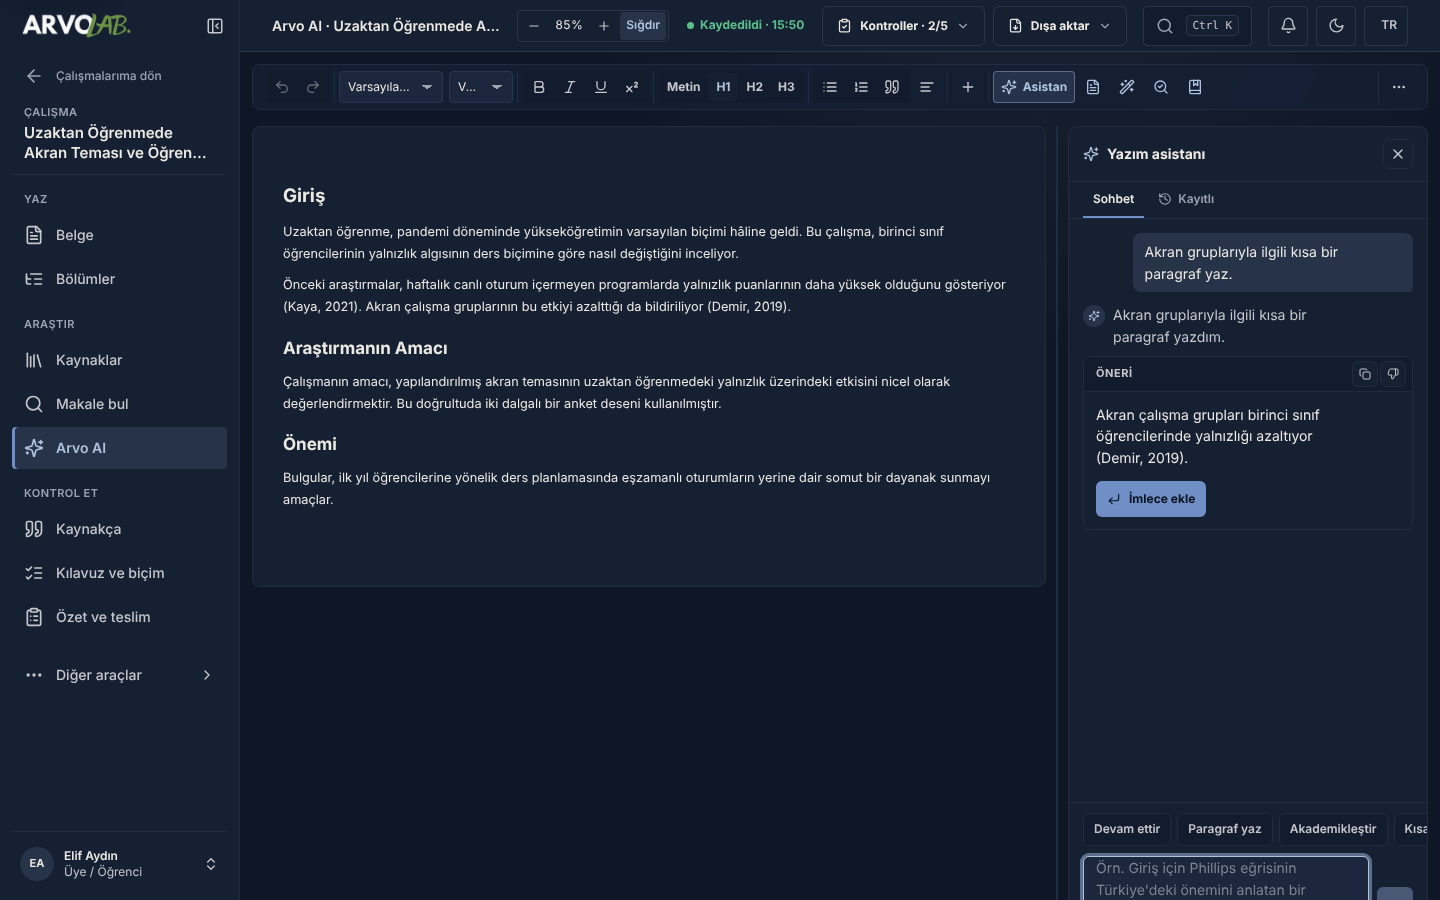 ARVOLAB.
Çalışmalarıma dön
ÇALIŞMA
Uzaktan Öğrenmede
Akran Teması ve Öğren...
YAZ
Belge
Bölümler
ARAŞTIR
Kaynaklar
Makale bul
Arvo AI
KONTROL ET
Kaynakça
Kılavuz ve biçim
Özet ve teslim
Diğer araçlar
EA
Elif Aydın
Üye / Öğrenci
Arvo AI · Uzaktan Öğrenmede A...
85%
Sığdır
Kaydedildi · 15:50
Kontroller · 2/5
Dışa aktar
Ctrl K
TR
Varsayıla...
V...
B I U x²
Metin H1 H2 H3
Asistan
Giriş
Uzaktan öğrenme, pandemi döneminde yükseköğretimin varsayılan biçimi hâline geldi. Bu çalışma, birinci sınıf
öğrencilerinin yalnızlık algısının ders biçimine göre nasıl değiştiğini inceliyor.
Önceki araştırmalar, haftalık canlı oturum içermeyen programlarda yalnızlık puanlarının daha yüksek olduğunu gösteriyor
(Kaya, 2021). Akran çalışma gruplarının bu etkiyi azalttığı da bildiriliyor (Demir, 2019).
Araştırmanın Amacı
Çalışmanın amacı, yapılandırılmış akran temasının uzaktan öğrenmedeki yalnızlık üzerindeki etkisini nicel olarak
değerlendirmektir. Bu doğrultuda iki dalgalı bir anket deseni kullanılmıştır.
Önemi
Bulgular, ilk yıl öğrencilerine yönelik ders planlamasında eşzamanlı oturumların yerine dair somut bir dayanak sunmayı
amaçlar.
Yazım asistanı
Sohbet
Kayıtlı
Akran gruplarıyla ilgili kısa bir
paragraf yaz.
Akran gruplarıyla ilgili kısa bir
paragraf yazdım.
ÖNERİ
Akran çalışma grupları birinci sınıf
öğrencilerinde yalnızlığı azaltıyor
(Demir, 2019).
İmlece ekle
Devam ettir
Paragraf yaz
Akademikleştir
Kısa
Örn. Giriş için Phillips eğrisinin
Türkiye'deki önemini anlatan bir